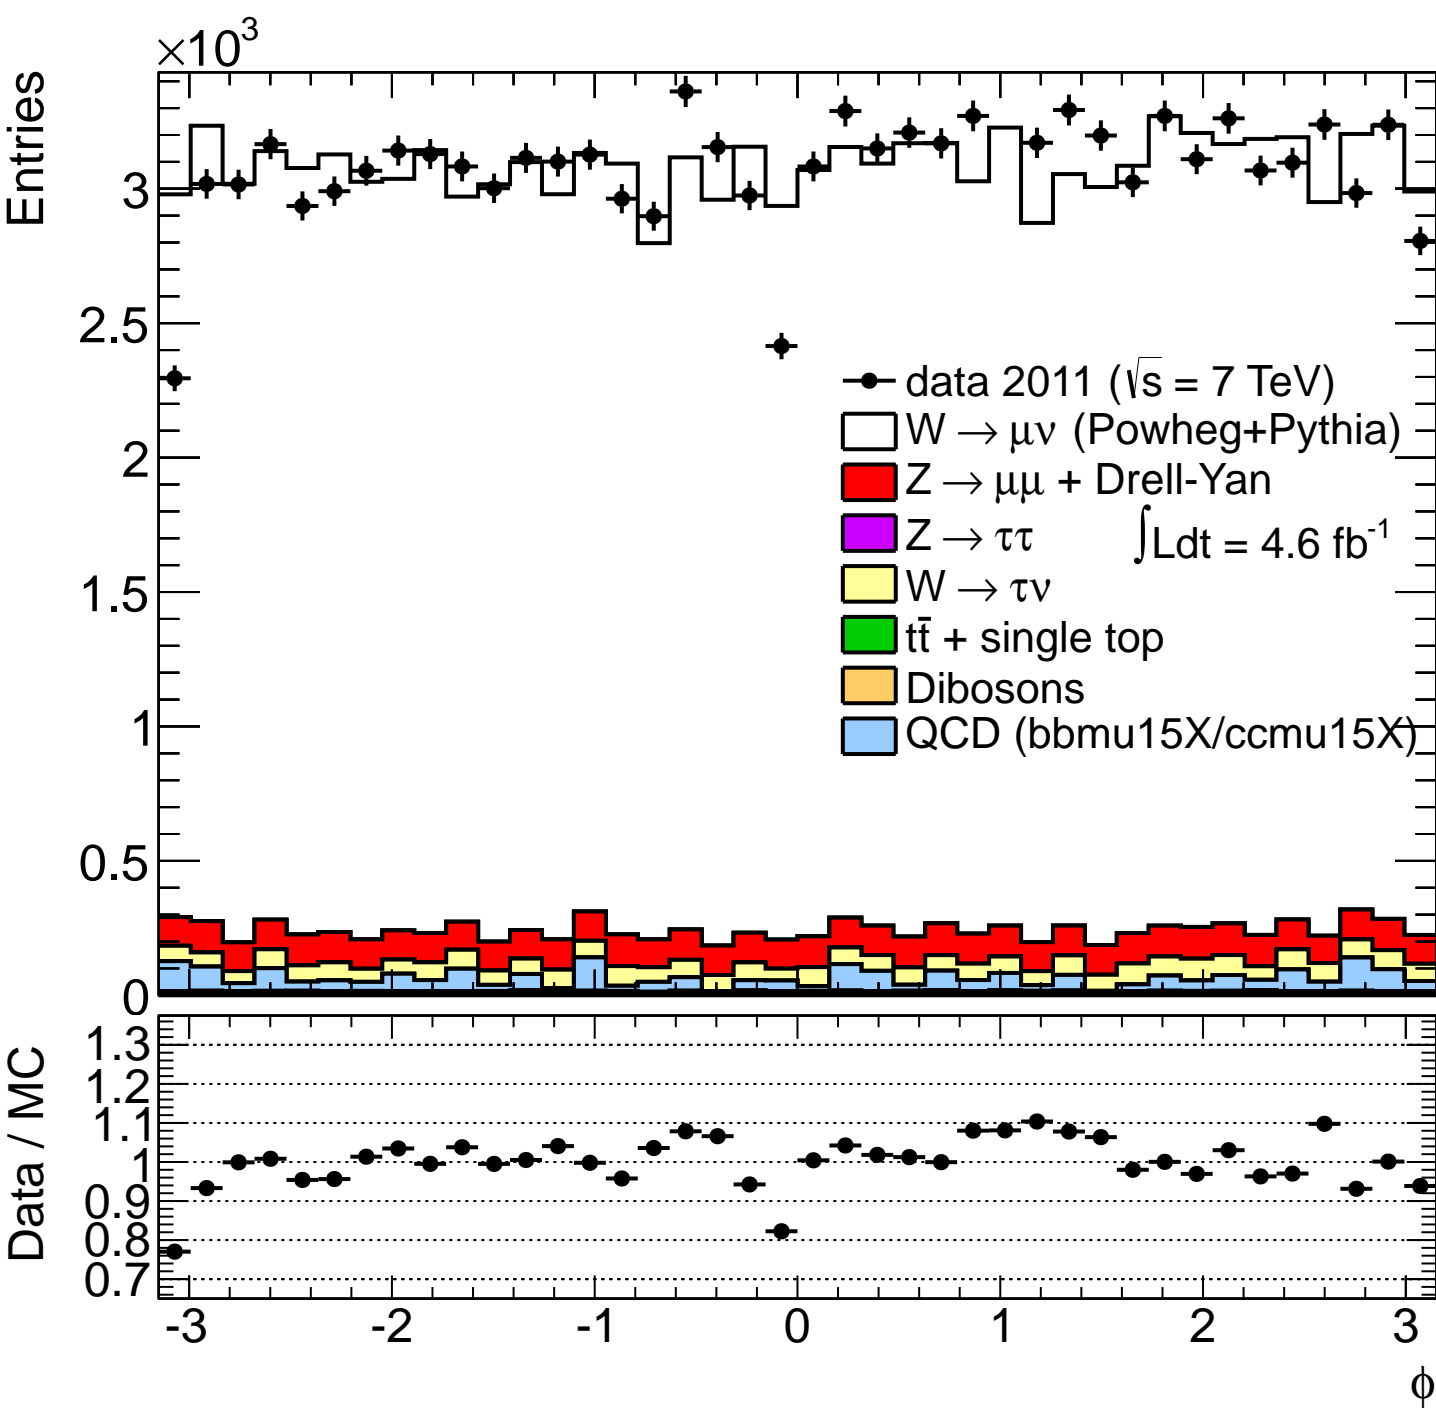 ×10³
Entries
3
2.5
2
1.5
1
0.5
0
data 2011 (√s = 7 TeV)
W → μν (Powheg+Pythia)
Z → μμ + Drell-Yan
Z → ττ
∫Ldt = 4.6 fb⁻¹
W → τν
tt̄ + single top
Dibosons
QCD (bbmu15X/ccmu15X)
Data / MC
1.3
1.2
1.1
1
0.9
0.8
0.7
-3 -2 -1 0 1 2 3
ϕ